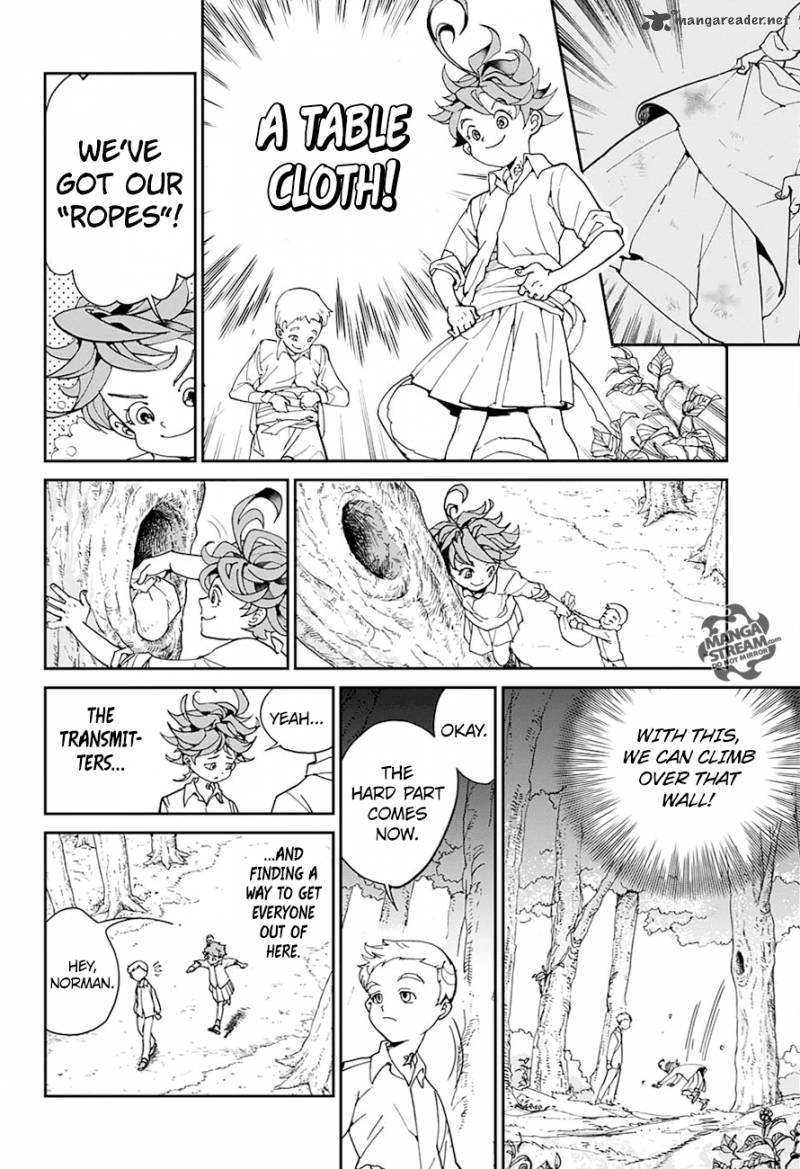 mangareader.net
A TABLE
CLOTH!
WE'VE
GOT OUR
"ROPES"!
MANGA
STREAM.com
DO NOT MIRROR
WITH THIS,
WE CAN CLIMB
OVER THAT
WALL!
OKAY.
THE
HARD PART
COMES
NOW.
YEAH...
THE
TRANSMIT-
TERS...
...AND
FINDING A
WAY TO GET
EVERYONE
OUT OF
HERE.
HEY,
NORMAN.